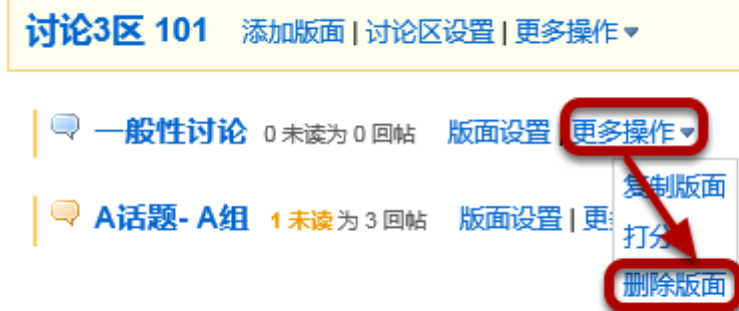 讨论3区 101 添加版面 | 讨论区设置 | 更多操作
一般性讨论 0 未读为 0 回帖 版面设置 | 更多操作
复制版面
A话题- A组 1 未读 为 3 回帖 版面设置 | 更
打分
删除版面